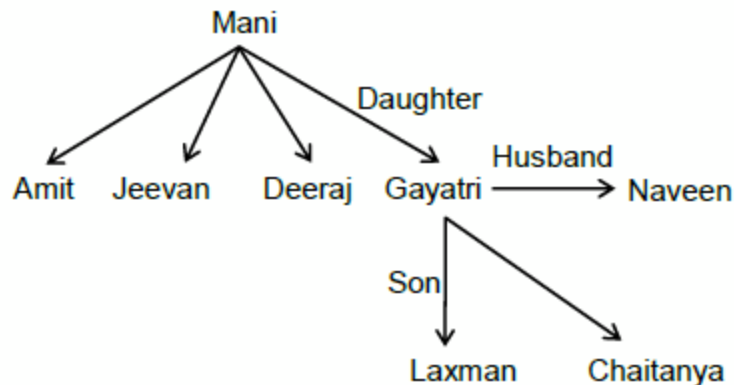 Mani
Daughter
Husband
Amit Jeevan Deeraj Gayatri Naveen
Son
Laxman Chaitanya